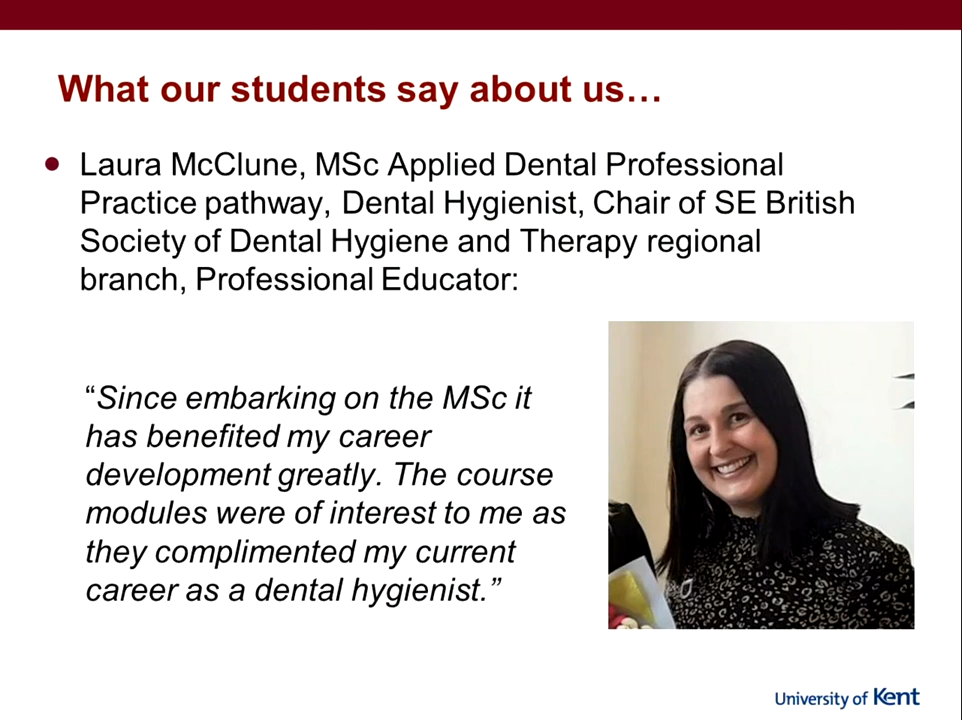 What our students say about us…
Laura McClune, MSc Applied Dental Professional
Practice pathway, Dental Hygienist, Chair of SE British
Society of Dental Hygiene and Therapy regional
branch, Professional Educator:
“Since embarking on the MSc it
has benefited my career
development greatly. The course
modules were of interest to me as
they complimented my current
career as a dental hygienist.”
University of Kent